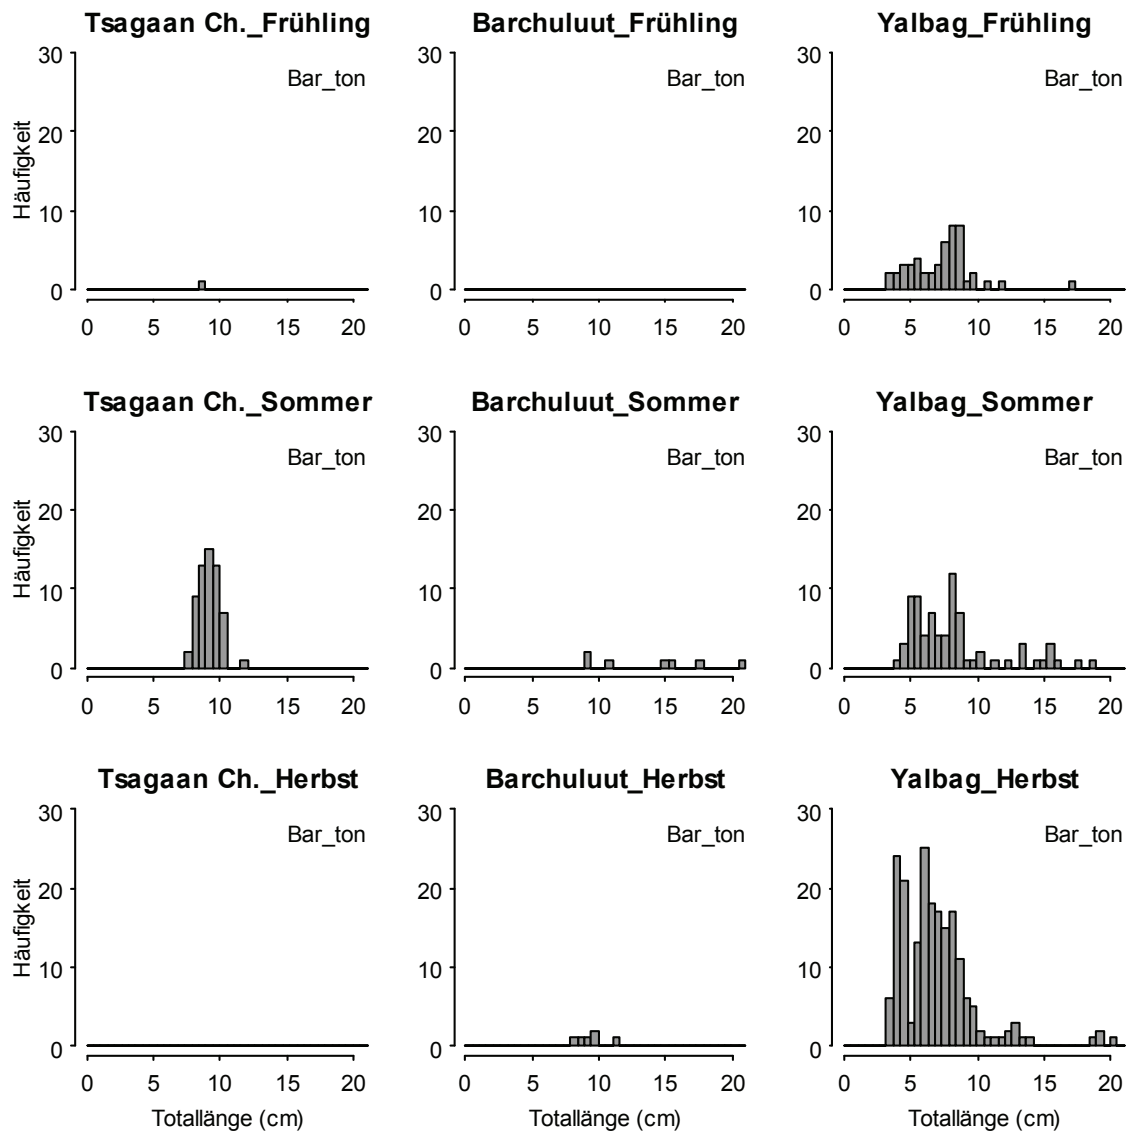 Tsagaan Ch._Frühling Barchuluut_Frühling Yalbag_Frühling
30 30 30
Bar_ton Bar_ton Bar_ton
20 20 20
Häufigkeit
10 10 10
0 0 0
0 5 10 15 20 0 5 10 15 20 0 5 10 15 20
Tsagaan Ch._Sommer Barchuluut_Sommer Yalbag_Sommer
30 30 30
Bar_ton Bar_ton Bar_ton
20 20 20
Häufigkeit
10 10 10
0 0 0
0 5 10 15 20 0 5 10 15 20 0 5 10 15 20
Tsagaan Ch._Herbst Barchuluut_Herbst Yalbag_Herbst
30 30 30
Bar_ton Bar_ton Bar_ton
20 20 20
Häufigkeit
10 10 10
0 0 0
0 5 10 15 20 0 5 10 15 20 0 5 10 15 20
Totallänge (cm) Totallänge (cm) Totallänge (cm)